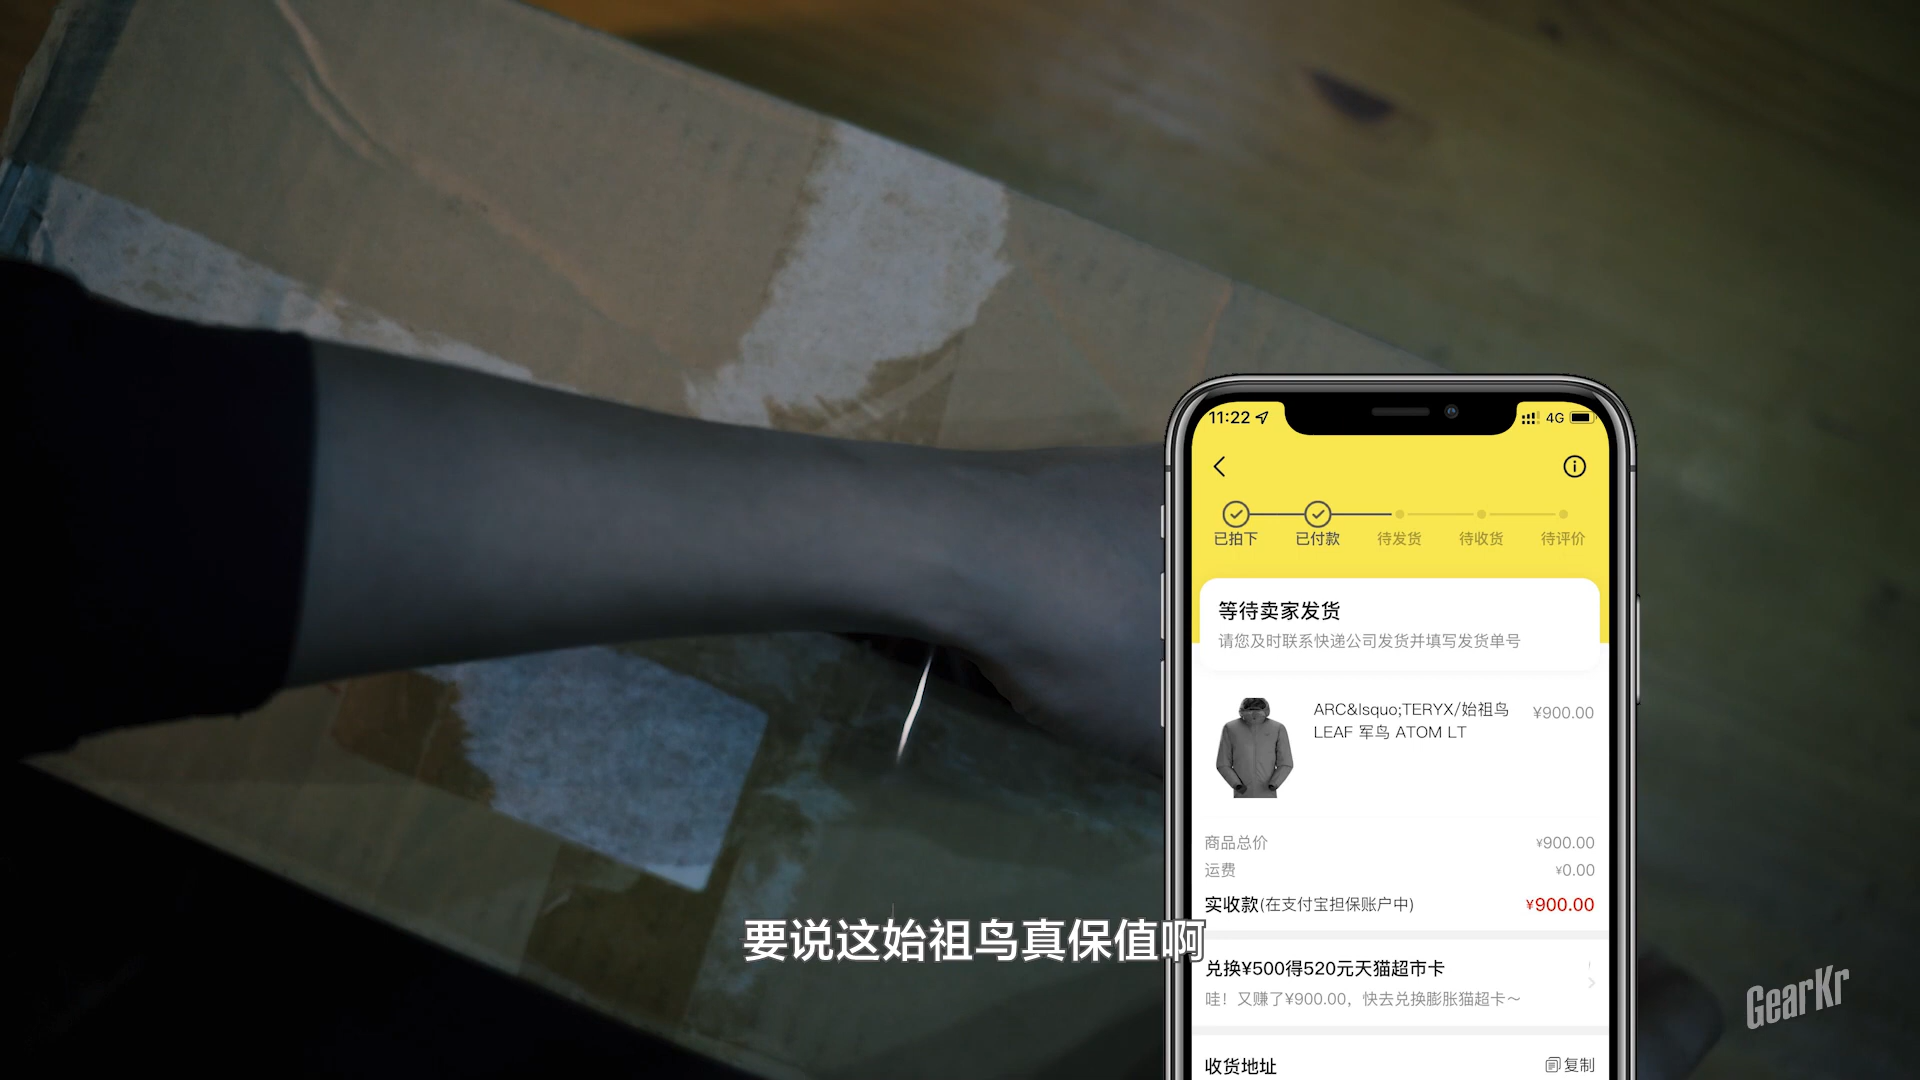 11:22
4G
已拍下
已付款
待发货
待收货
待评价
等待卖家发货
请您及时联系快递公司发货并填写发货单号
ARC&lsquo;TERYX/始祖鸟
LEAF 军鸟 ATOM LT
¥900.00
商品总价
¥900.00
运费
¥0.00
实收款(在支付宝担保账户中)
¥900.00
要说这始祖鸟真保值啊
兑换¥500得520元天猫超市卡
哇！又赚了¥900.00，快去兑换膨胀猫超卡～
收货地址
复制
GearKr